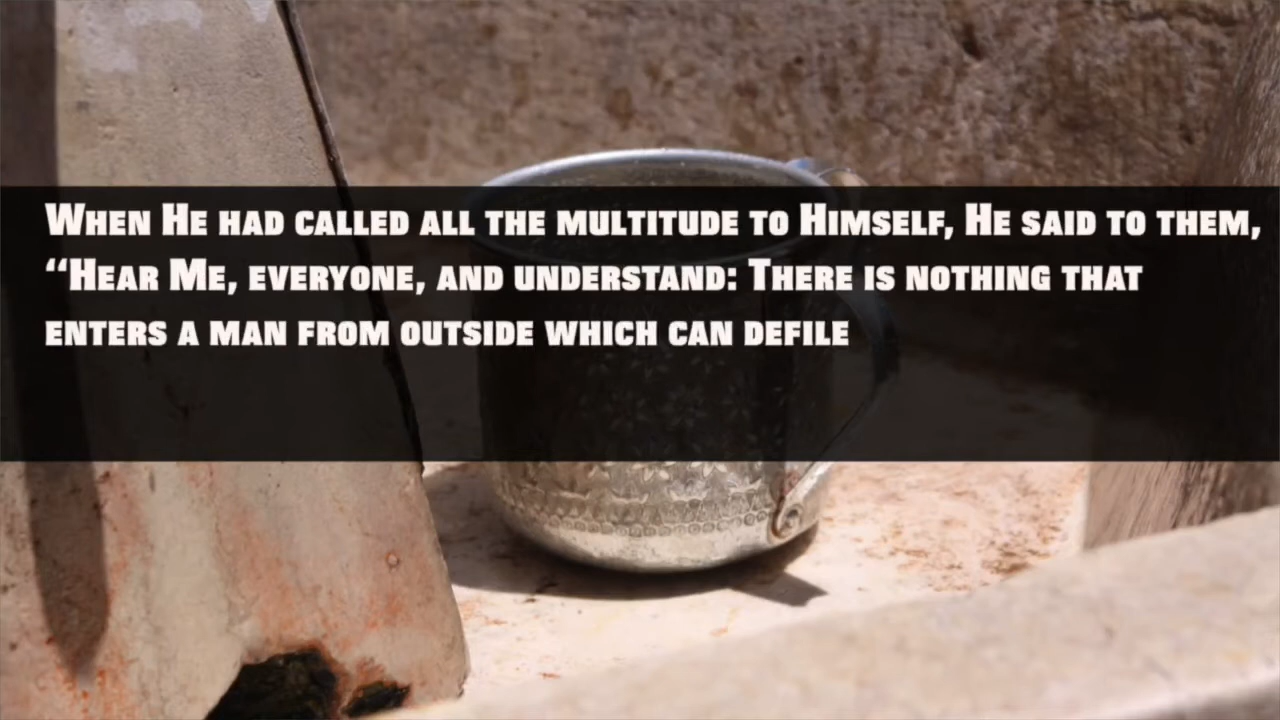 When He had called all the multitude to Himself, He said to them,
“Hear Me, everyone, and understand: There is nothing that
enters a man from outside which can defile